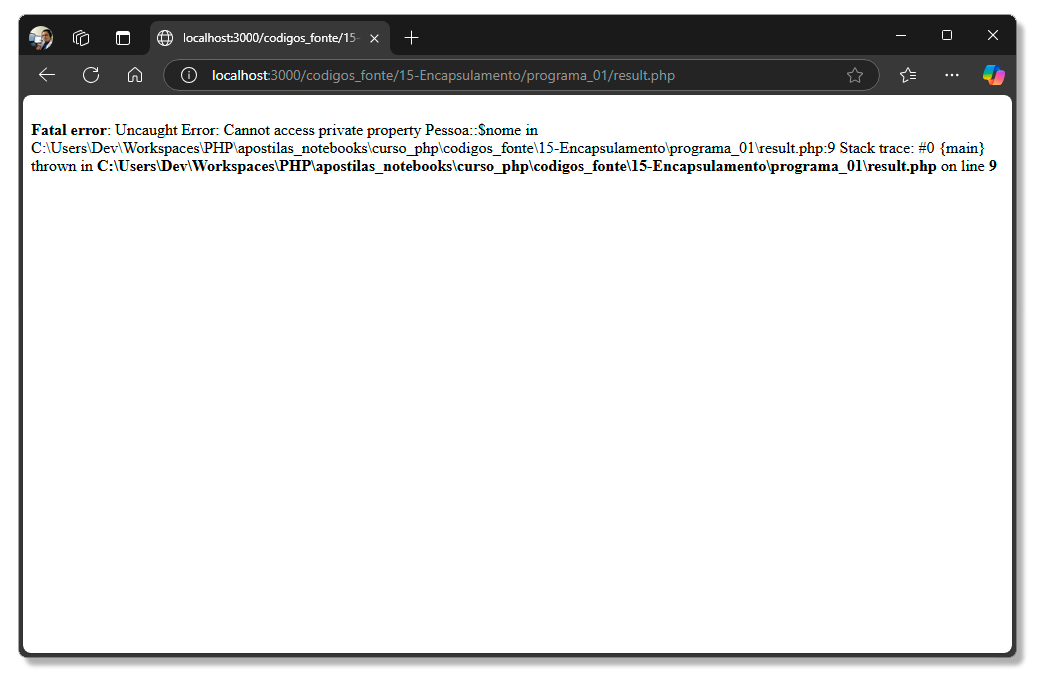 localhost:3000/codigos_fonte/15-
localhost:3000/codigos_fonte/15-Encapsulamento/programa_01/result.php
Fatal error: Uncaught Error: Cannot access private property Pessoa::$nome in
C:\Users\Dev\Workspaces\PHP\apostilas_notebooks\curso_php\codigos_fonte\15-Encapsulamento\programa_01\result.php:9 Stack trace: #0 {main}
thrown in C:\Users\Dev\Workspaces\PHP\apostilas_notebooks\curso_php\codigos_fonte\15-Encapsulamento\programa_01\result.php on line 9